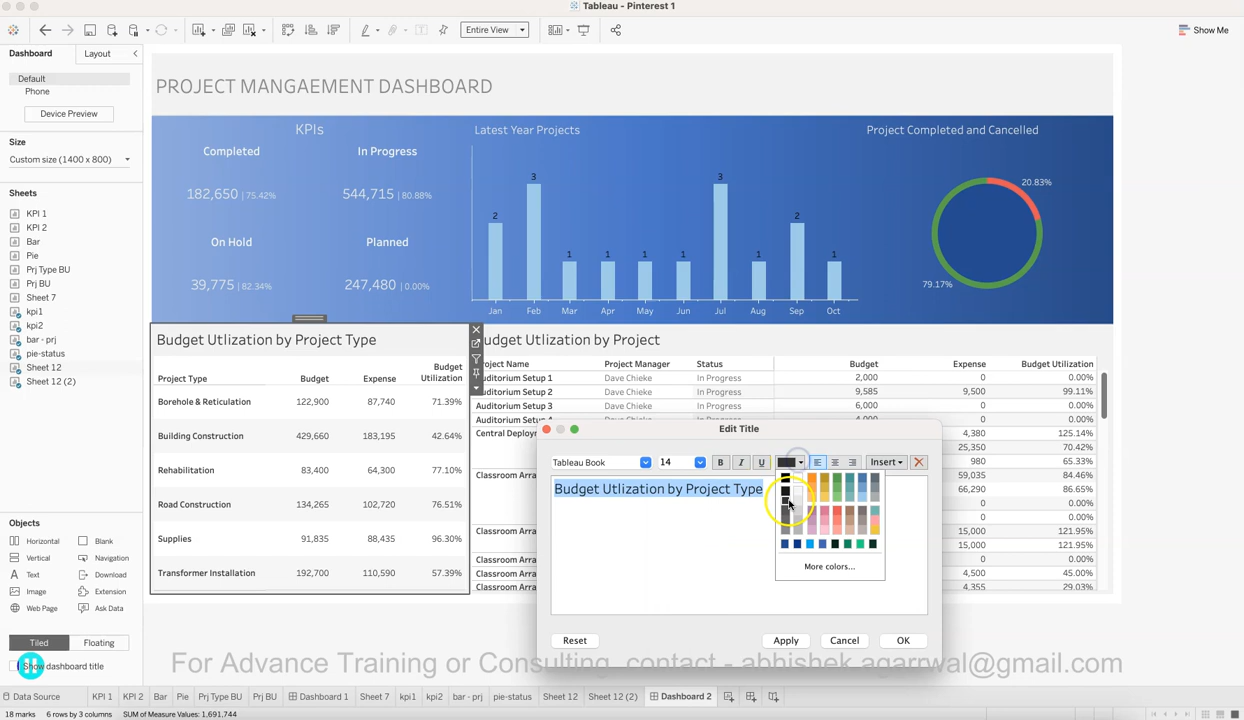 Tableau - Pinterest 1
Entire View
Show Me
Dashboard
Layout
Default
Phone
Device Preview
Size
Custom size (1400 x 800)
Sheets
KPI 1
KPI 2
Bar
Pie
Prj Type BU
Prj BU
Sheet 7
kpi1
kpi2
bar - prj
pie-status
Sheet 12
Sheet 12 (2)
Objects
Horizontal
Blank
Vertical
Navigation
Text
Download
Image
Extension
Web Page
Ask Data
Tiled
Floating
Show dashboard title
PROJECT MANGAEMENT DASHBOARD
KPIs
Completed
In Progress
182,650 | 75.42%
544,715 | 80.88%
On Hold
Planned
39,775 | 82.34%
247,480 | 0.00%
Latest Year Projects
2 3 1 1 1 1 3 1 2 1
Jan Feb Mar Apr May Jun Jul Aug Sep Oct
Project Completed and Cancelled
20.83%
79.17%
Budget Utlization by Project Type
Project Type Budget Expense Budget Utilization
Borehole & Reticulation 122,900 87,740 71.39%
Building Construction 429,660 183,195 42.64%
Rehabilitation 83,400 64,300 77.10%
Road Construction 134,265 102,720 76.51%
Supplies 91,835 88,435 96.30%
Transformer Installation 192,700 110,590 57.39%
udget Utlization by Project
roject Name Project Manager Status Budget Expense Budget Utilization
uditorium Setup 1 Dave Chieke In Progress 2,000 0 0.00%
Auditorium Setup 2 Dave Chieke In Progress 9,585 9,500 99.11%
Auditorium Setup 3 Dave Chieke In Progress 6,000 0 0.00%
0 0.00%
Central Deploym 4,380 125.14%
25,350 70.42%
980 65.33%
Classroom Arra 59,035 84.46%
66,290 86.65%
0 0.00%
0 0.00%
Classroom Arra 15,000 121.95%
15,000 121.95%
Classroom Arra 0 0.00%
Classroom Arra 4,500 45.00%
Classroom Arra 4,355 29.03%
Edit Title
Tableau Book
14
B I U
Insert
Budget Utlization by Project Type
More colors...
Reset
Apply
Cancel
OK
For Advance Training or Consulting, contact - abhishek.agarrwal@gmail.com
Data Source
KPI 1
KPI 2
Bar
Pie
Prj Type BU
Prj BU
Dashboard 1
Sheet 7
kpi1
kpi2
bar - prj
pie-status
Sheet 12
Sheet 12 (2)
Dashboard 2
18 marks
6 rows by 3 columns
SUM of Measure Values: 1,691,744